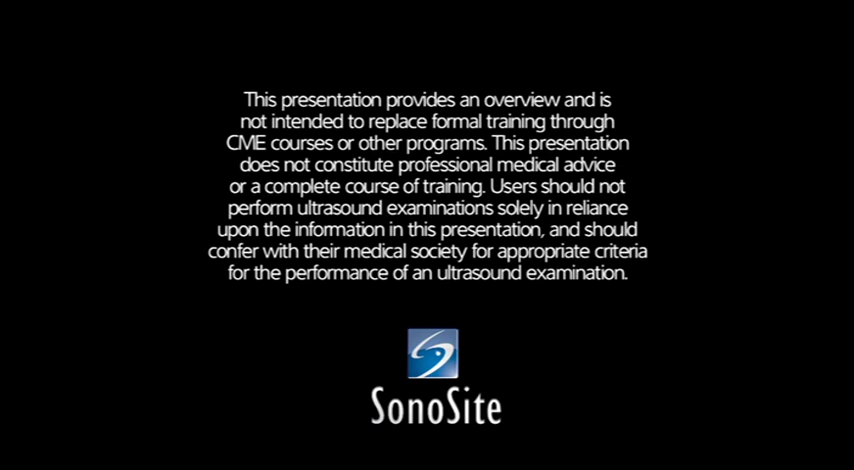 This presentation provides an overview and is
not intended to replace formal training through
CME courses or other programs. This presentation
does not constitute professional medical advice
or a complete course of training. Users should not
perform ultrasound examinations solely in reliance
upon the information in this presentation, and should
confer with their medical society for appropriate criteria
for the performance of an ultrasound examination.
SonoSite